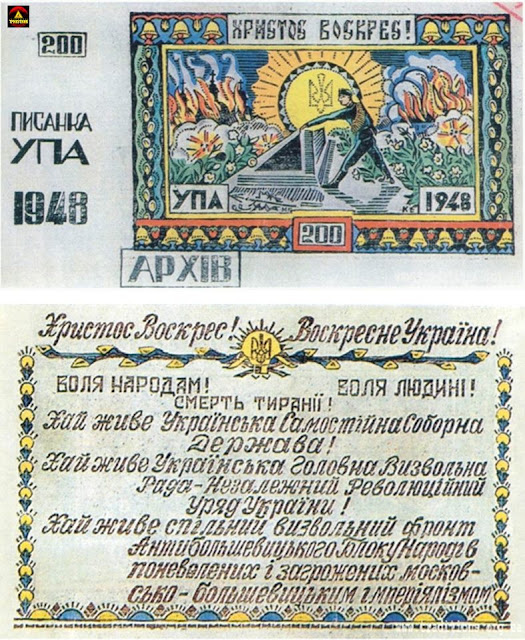 200
ХРИСТОС ВОСКРЕС!
ПИСАНКА
УПА
1948
УПА
1948
200
АРХІВ
Христос Воскрес! Воскресне Україна!
ВОЛЯ НАРОДАМ! ВОЛЯ ЛЮДИНІ!
СМЕРТЬ ТИРАНІЇ!
Хай живе Українська Самостійна Соборна
Держава!
Хай живе Українська Головна Визвольна
Рада - Незалежний Революційний
Уряд України!
Хай живе спільний визвольний фронт
Антибольшевицького Блоку Народів
поневолених і загрожених москов-
сько - большевицьким імперіялізмом